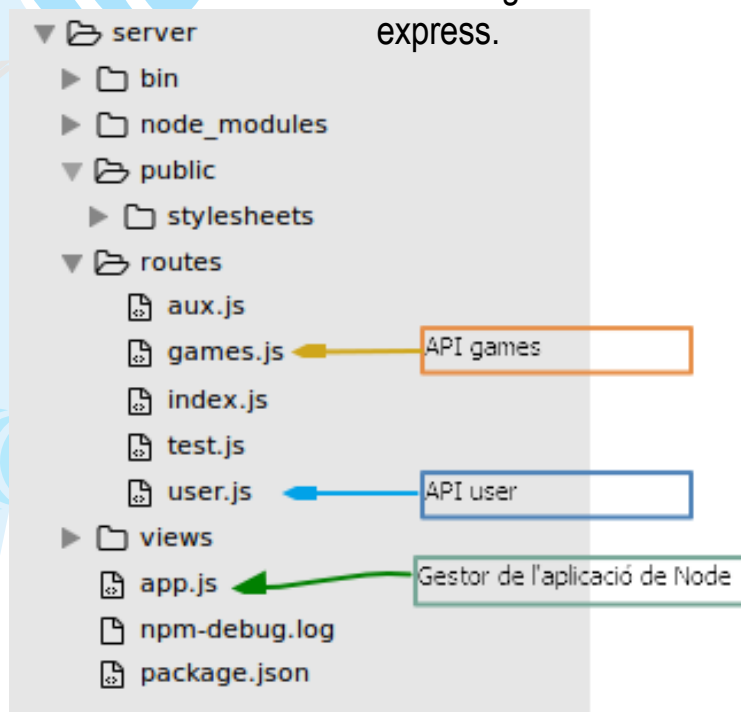 server
express.
bin
node_modules
public
stylesheets
routes
aux.js
games.js
API games
index.js
test.js
user.js
API user
views
app.js
Gestor de l'aplicació de Node
npm-debug.log
package.json